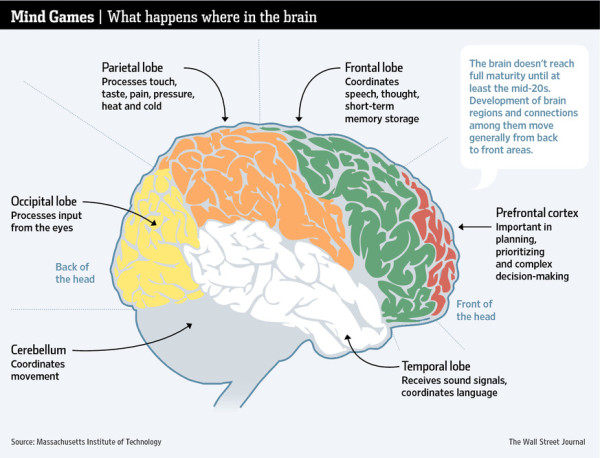 Mind Games | What happens where in the brain
Parietal lobe
Processes touch,
taste, pain, pressure,
heat and cold
Frontal lobe
Coordinates
speech, thought,
short-term
memory storage
The brain doesn't reach
full maturity until at
least the mid-20s.
Development of brain
regions and connections
among them move
generally from back
to front areas.
Occipital lobe
Processes input
from the eyes
Prefrontal cortex
Important in
planning,
prioritizing
and complex
decision-making
Back of
the head
Front of
the head
Cerebellum
Coordinates
movement
Temporal lobe
Receives sound signals,
coordinates language
Source: Massachusetts Institute of Technology
The Wall Street Journal